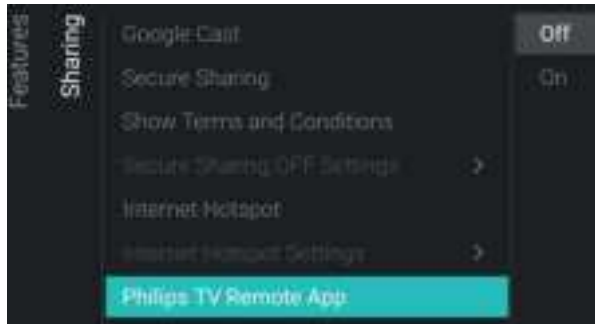 Features
Sharing
Google Cast
Secure Sharing
Show Terms and Conditions
Secure Sharing OFF Settings
Internet Hotspot
Internet Hotspot Settings
Philips TV Remote App
Off
On